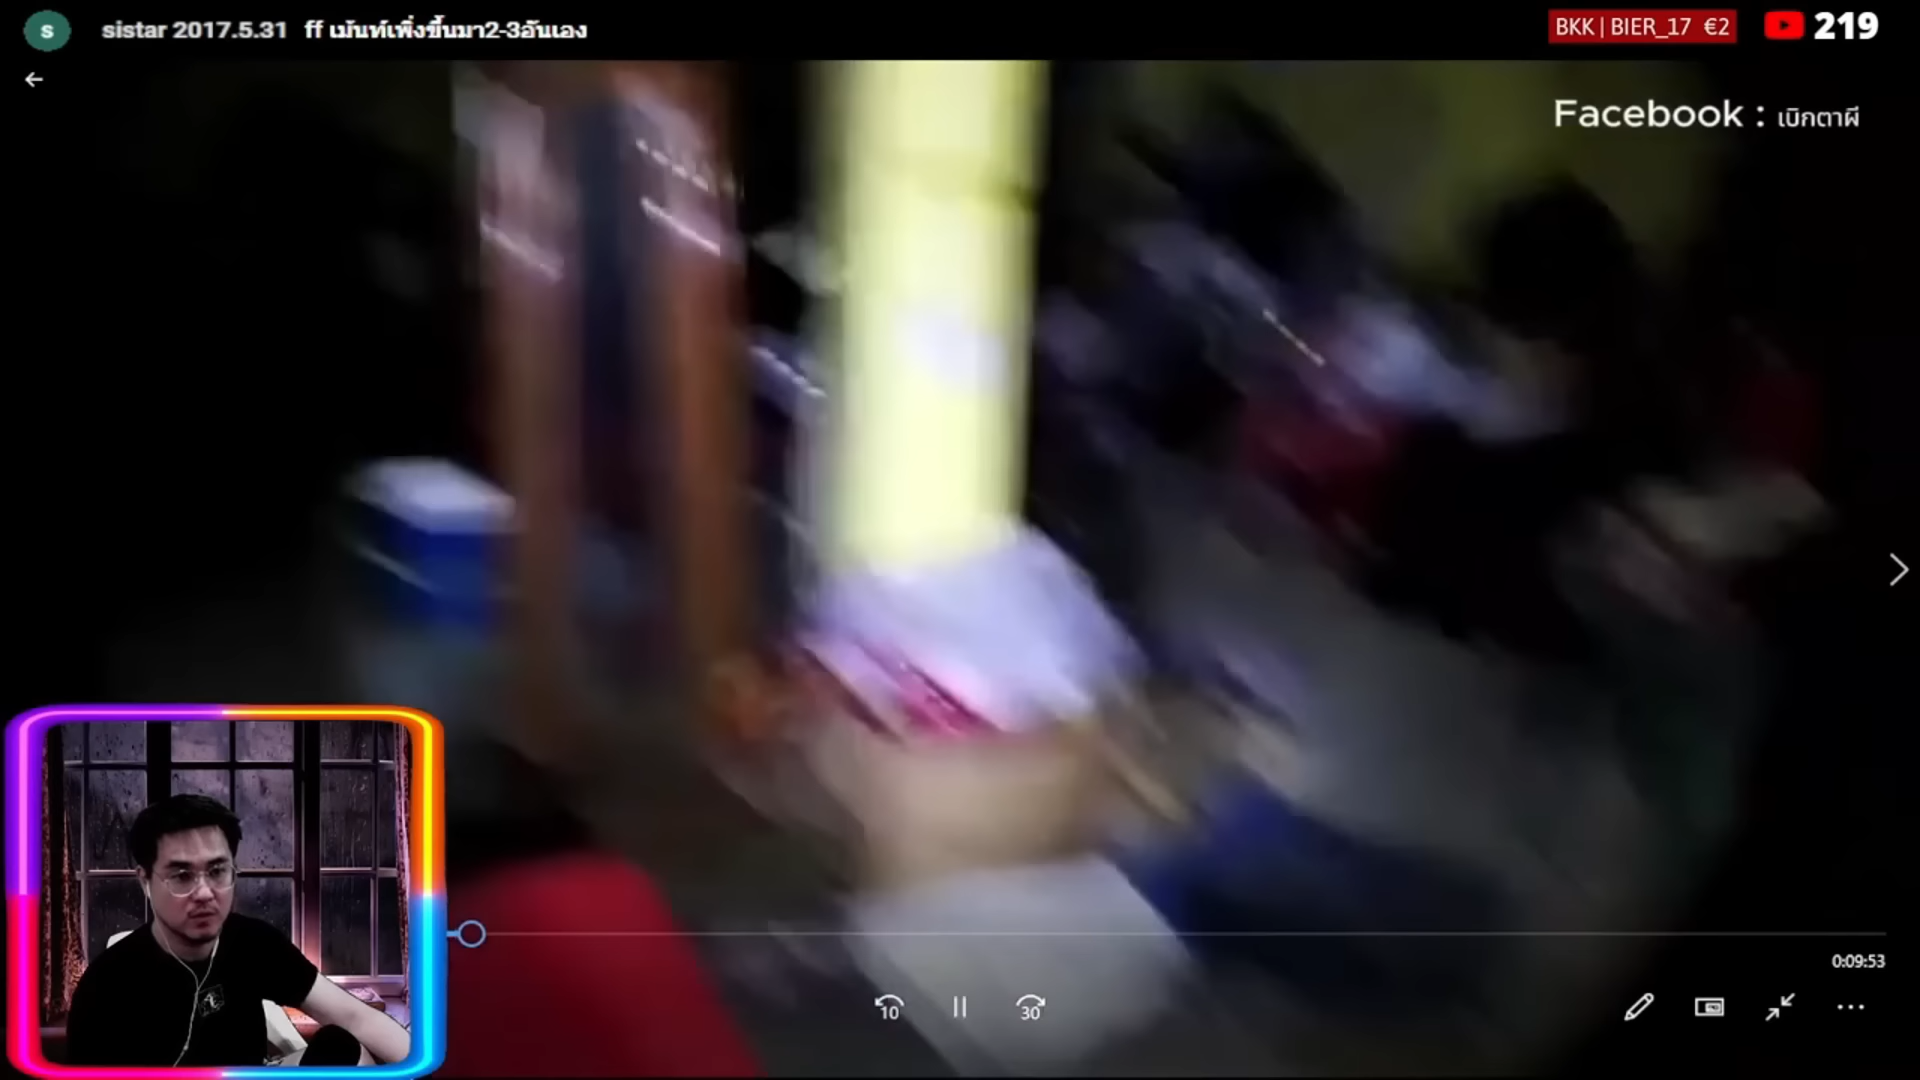 s sistar 2017.5.31 ff เม้นท์เพิ่งขึ้นมา2-3อันเอง
BKK | BIER_17 €2
219
Facebook : เบิกตาผี
0:09:53
10
30